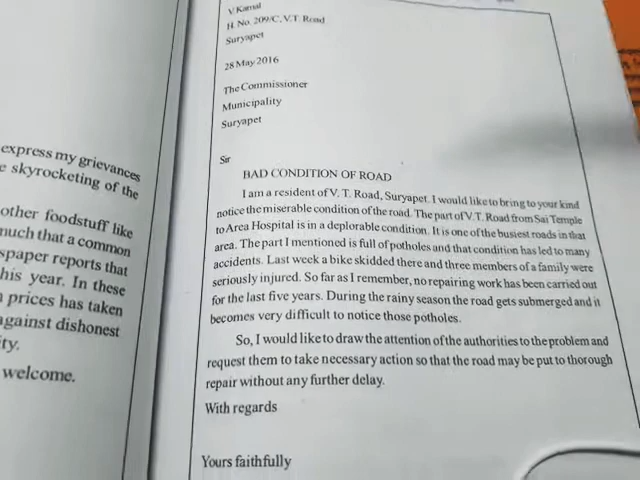 express my grievances
e skyrocketing of the
other foodstuff like
much that a common
spaper reports that
his year. In these
prices has taken
against dishonest
ity.
welcome.
V Kamal
H. No. 209/C, V.T. Road
Suryapet
28 May 2016
The Commissioner
Municipality
Suryapet
Sir
BAD CONDITION OF ROAD
I am a resident of V. T. Road, Suryapet. I would like to bring to your kind
notice the miserable condition of the road. The part of V.T. Road from Sai Temple
to Area Hospital is in a deplorable condition. It is one of the busiest roads in that
area. The part I mentioned is full of potholes and that condition has led to many
accidents. Last week a bike skidded there and three members of a family were
seriously injured. So far as I remember, no repairing work has been carried out
for the last five years. During the rainy season the road gets submerged and it
becomes very difficult to notice those potholes.
So, I would like to draw the attention of the authorities to the problem and
request them to take necessary action so that the road may be put to thorough
repair without any further delay.
With regards
Yours faithfully